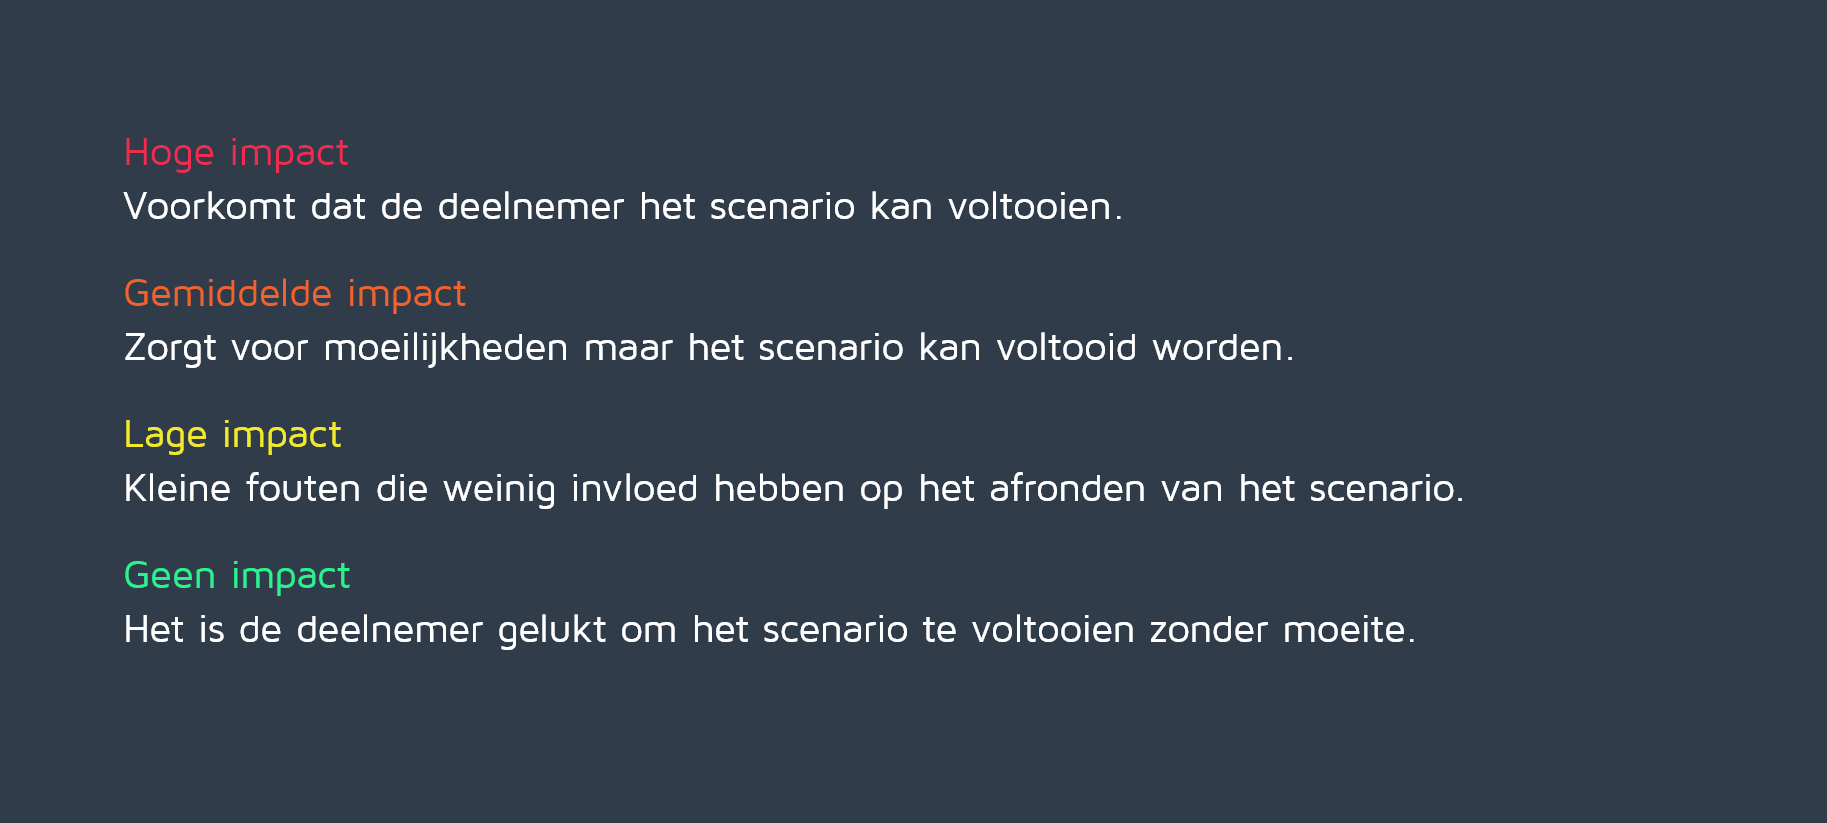 Hoge impact
Voorkomt dat de deelnemer het scenario kan voltooien.
Gemiddelde impact
Zorgt voor moeilijkheden maar het scenario kan voltooid worden.
Lage impact
Kleine fouten die weinig invloed hebben op het afronden van het scenario.
Geen impact
Het is de deelnemer gelukt om het scenario te voltooien zonder moeite.